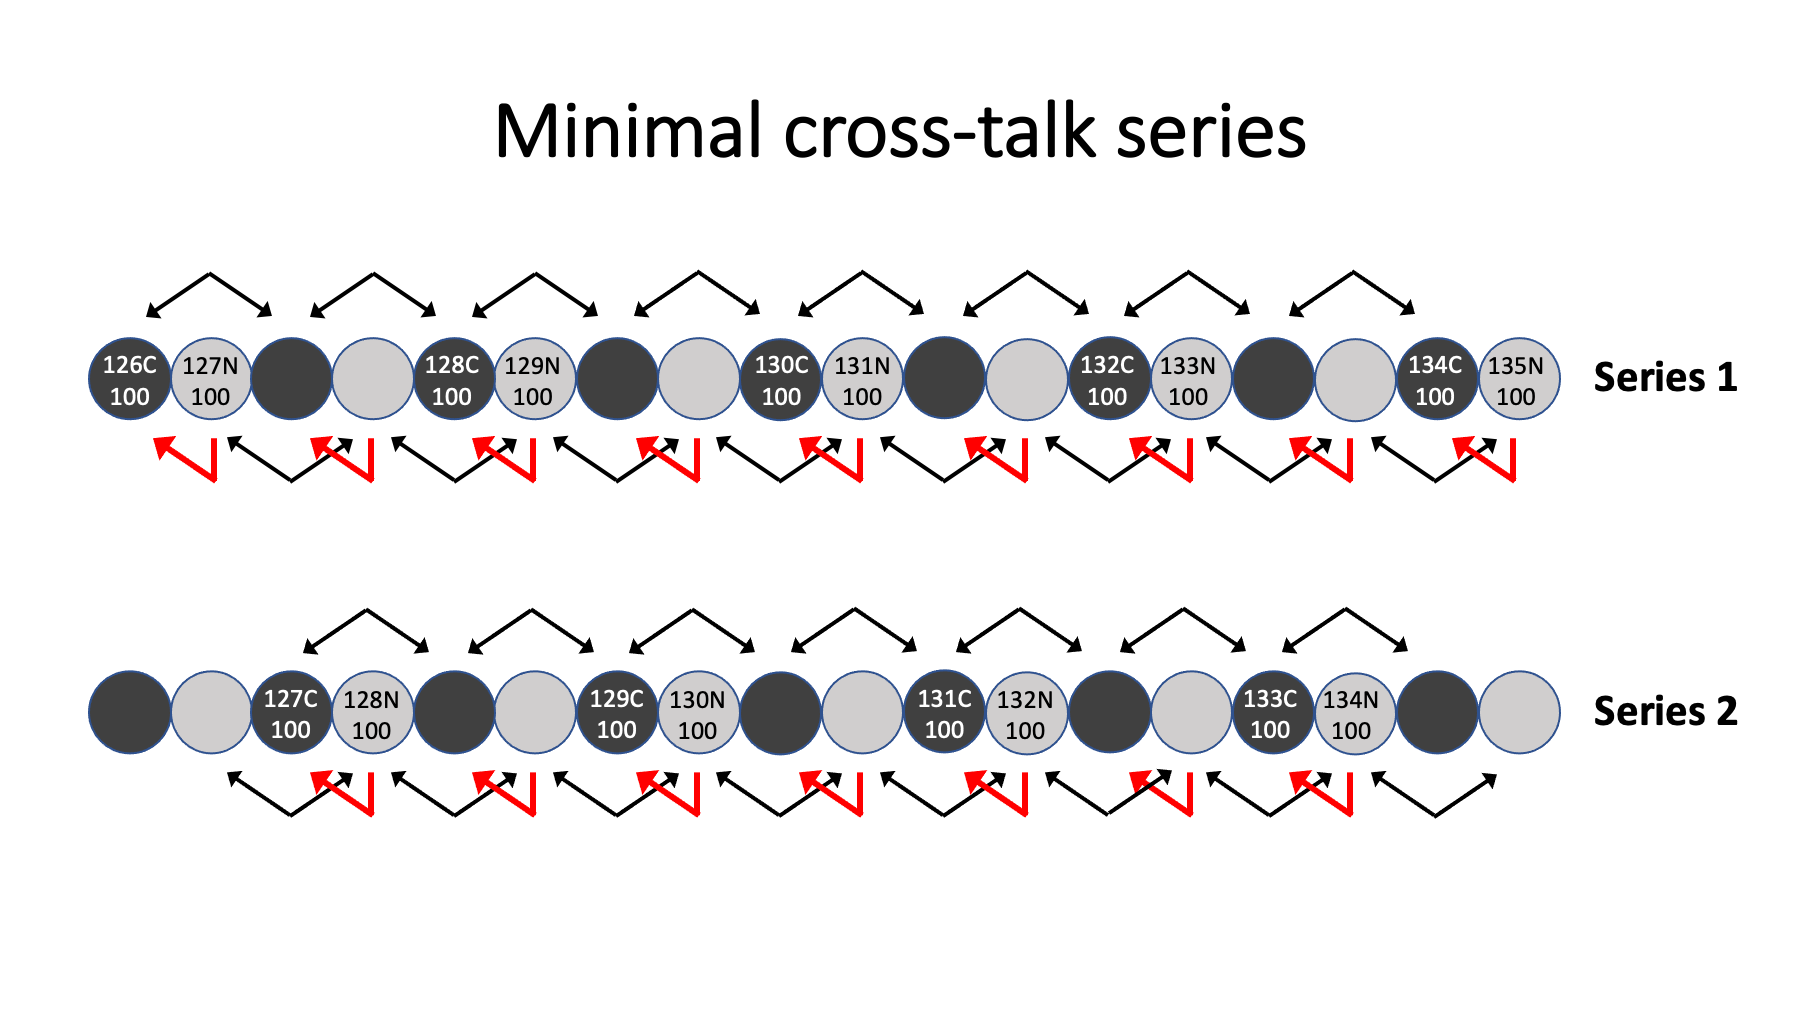 Minimal cross-talk series
126C 127N 128C 129N 130C 131N 132C 133N 134C 135N
100 100 100 100 100 100 100 100 100 100
Series 1
127C 128N 129C 130N 131C 132N 133C 134N
100 100 100 100 100 100 100 100
Series 2